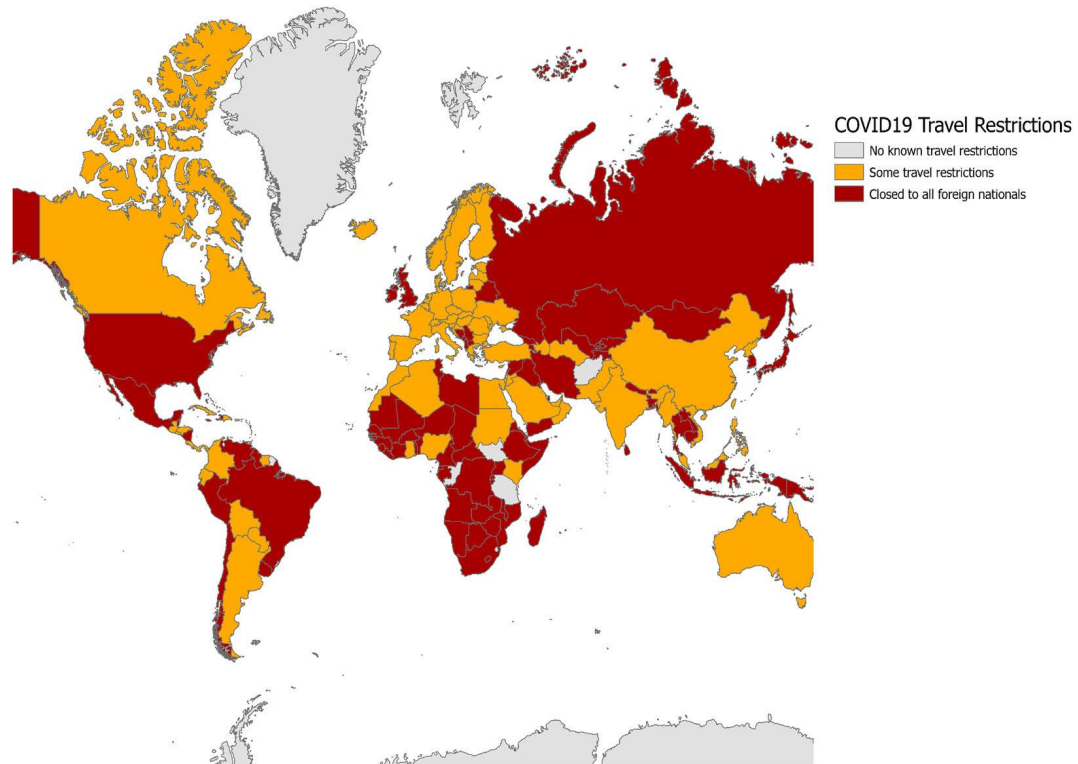 COVID19 Travel Restrictions
No known travel restrictions
Some travel restrictions
Closed to all foreign nationals